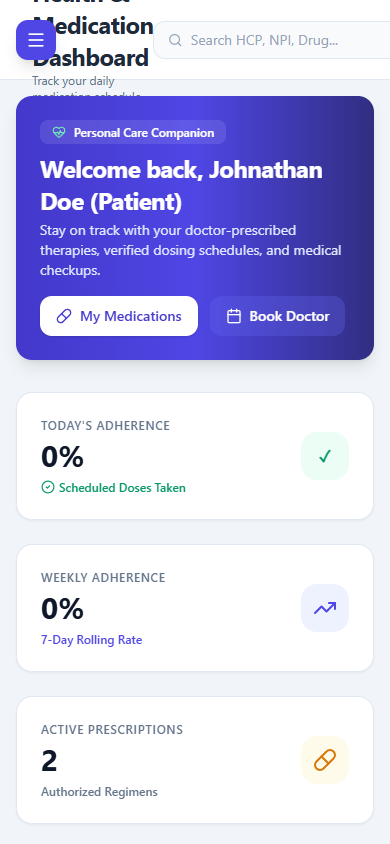 Health &
Medication
Dashboard
Track your daily
medication schedule
Search HCP, NPI, Drug...
Personal Care Companion
Welcome back, Johnathan
Doe (Patient)
Stay on track with your doctor-prescribed
therapies, verified dosing schedules, and medical
checkups.
My Medications
Book Doctor
TODAY'S ADHERENCE
0%
Scheduled Doses Taken
WEEKLY ADHERENCE
0%
7-Day Rolling Rate
ACTIVE PRESCRIPTIONS
2
Authorized Regimens